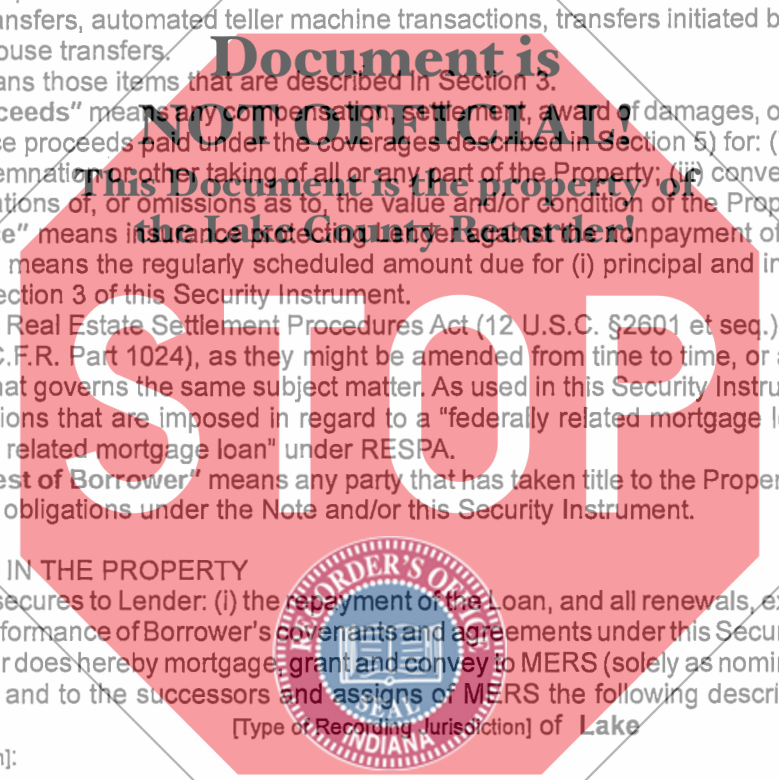 ansfers, automated teller machine transactions, transfers initiated b
ouse transfers.
Document is
ans those items that are described in Section 3.
ceeds” means any compensation, settlement, award of damages, o
NOT OFFICIAL!
se proceeds paid under the coverages described in Section 5) for: (
emnation or other taking of all or any part of the Property; (iii) conve
This Document is the property of
ations of, or omissions as to, the value and/or condition of the Prop
the Lake County Recorder!
e” means insurance protecting Lender against the nonpayment of
means the regularly scheduled amount due for (i) principal and in
ection 3 of this Security Instrument.
Real Estate Settlement Procedures Act (12 U.S.C. §2601 et seq.)
C.F.R. Part 1024), as they might be amended from time to time, or a
hat governs the same subject matter. As used in this Security Instru
STOP
ions that are imposed in regard to a "federally related mortgage l
related mortgage loan" under RESPA.
est of Borrower” means any party that has taken title to the Proper
obligations under the Note and/or this Security Instrument.
IN THE PROPERTY
secures to Lender: (i) the repayment of the Loan, and all renewals, ex
formance of Borrower's covenants and agreements under this Secur
r does hereby mortgage, grant and convey to MERS (solely as nomi
and to the successors and assigns of MERS the following descri
RECORDER'S OFFICE
SEAL
INDIANA
[Type of Recording Jurisdiction] of Lake
n]: